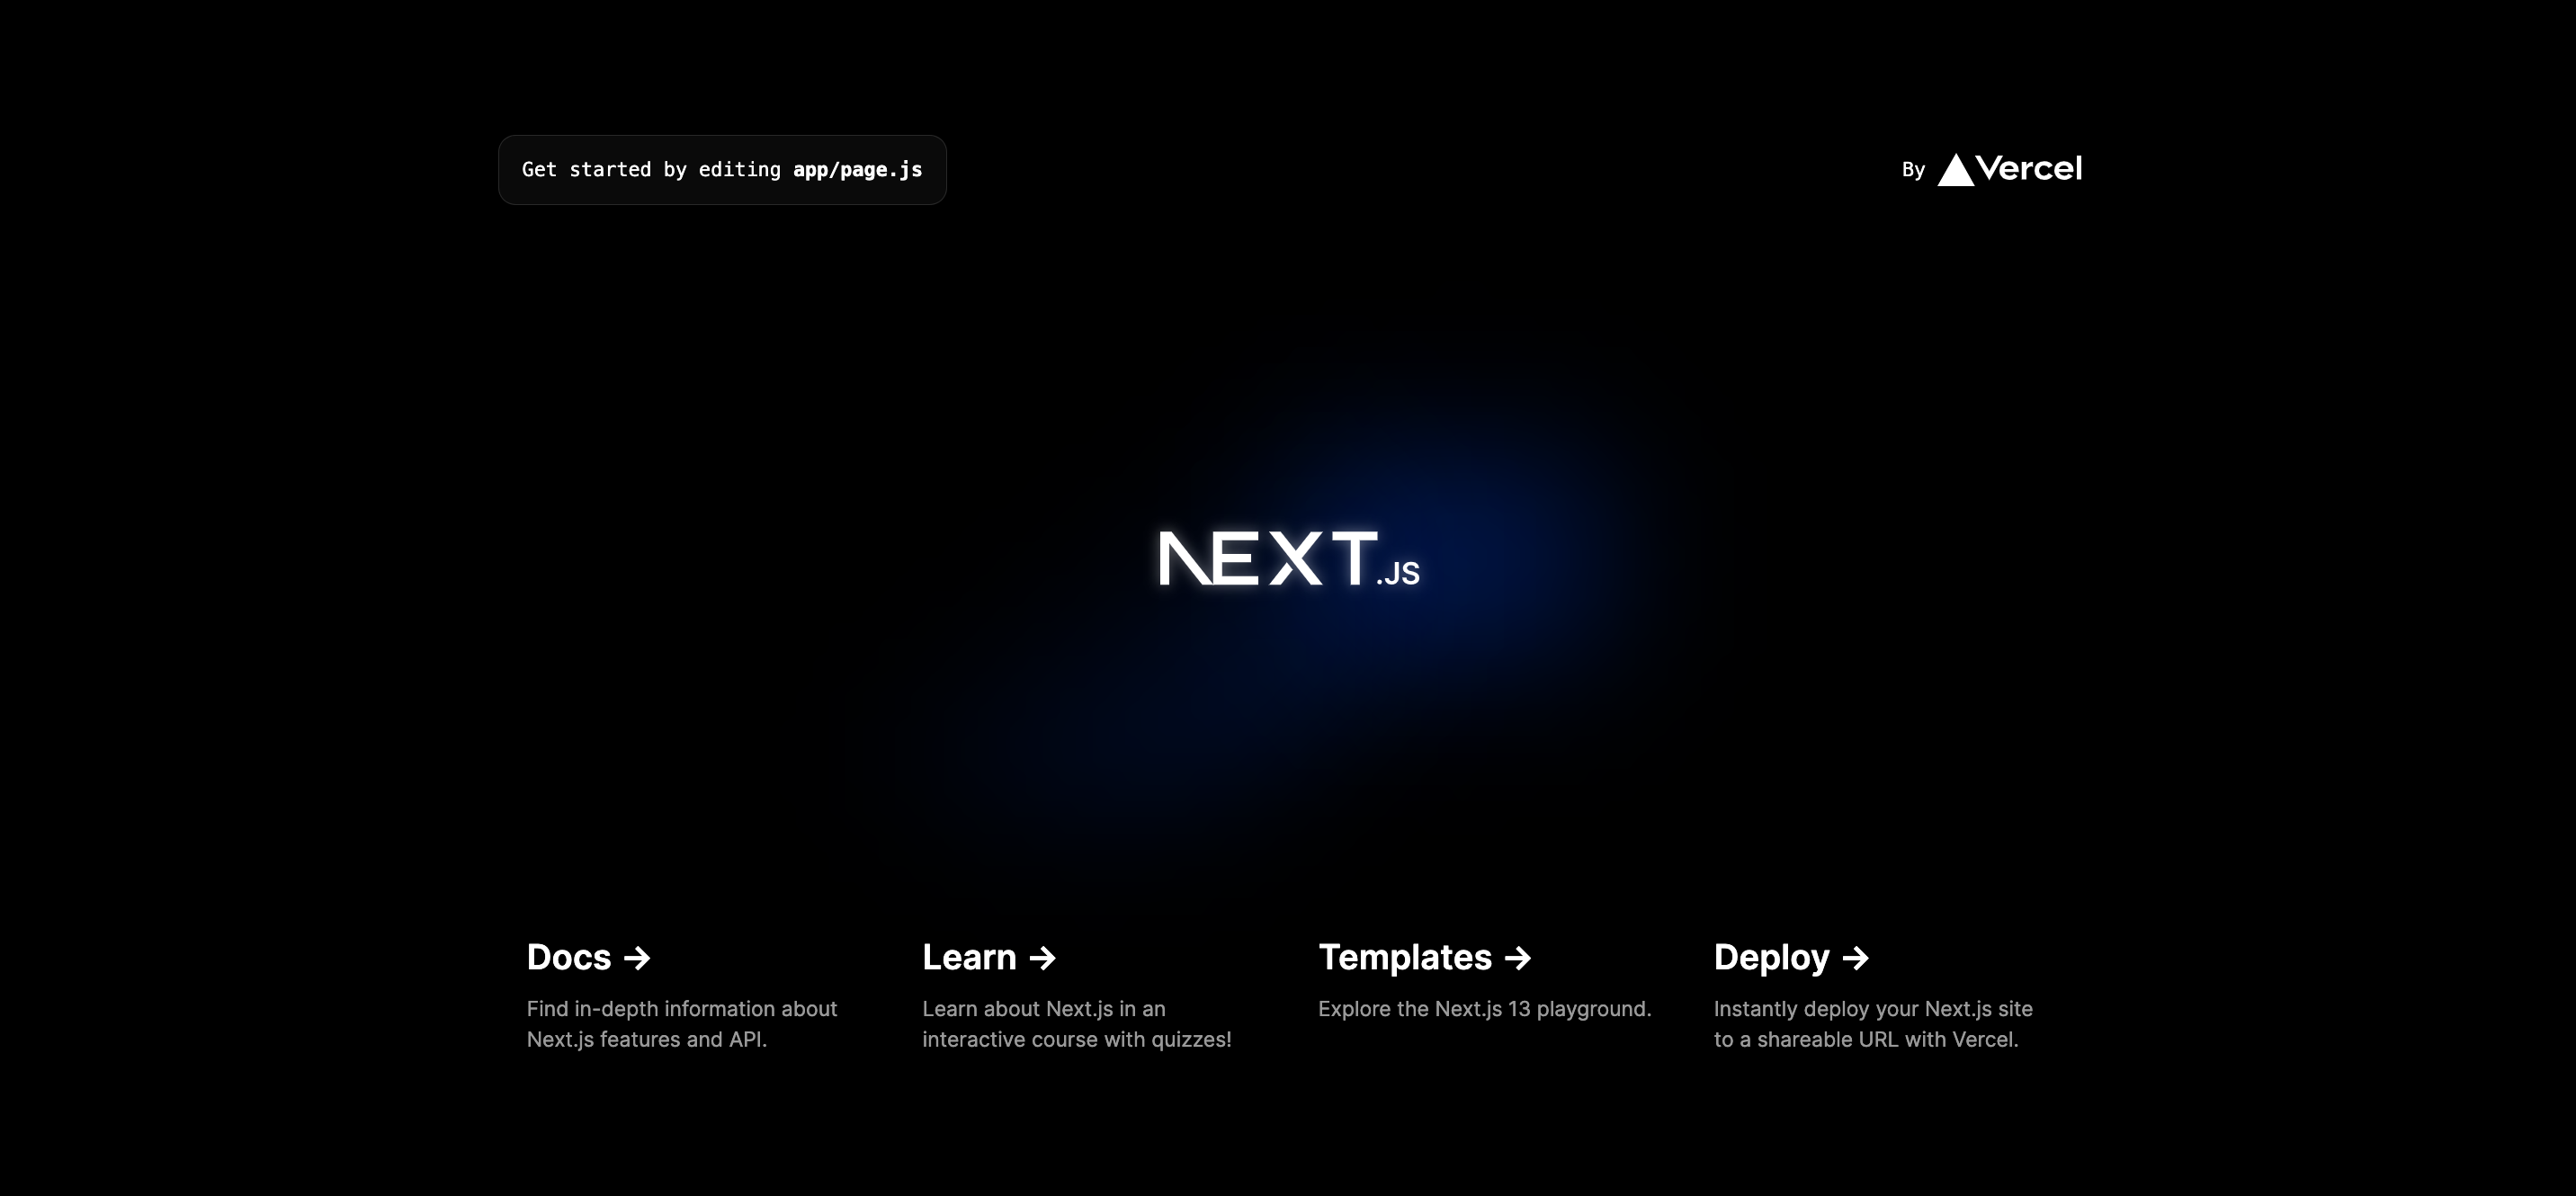 Get started by editing app/page.js
By Vercel
NEXT.JS
Docs →
Find in-depth information about
Next.js features and API.
Learn →
Learn about Next.js in an
interactive course with quizzes!
Templates →
Explore the Next.js 13 playground.
Deploy →
Instantly deploy your Next.js site
to a shareable URL with Vercel.